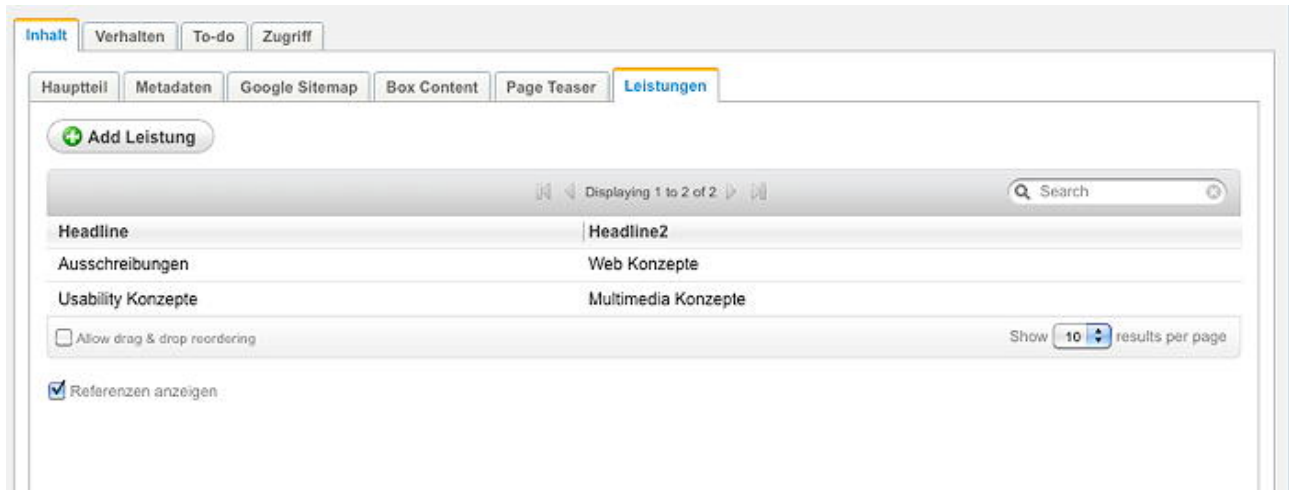 Inhalt Verhalten To-do Zugriff
Hauptteil Metadaten Google Sitemap Box Content Page Teaser Leistungen
Add Leistung
Displaying 1 to 2 of 2 Search
Headline Headline2
Ausschreibungen Web Konzepte
Usability Konzepte Multimedia Konzepte
Allow drag & drop reordering Show 10 results per page
Referenzen anzeigen